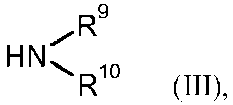 R⁹
HN
R¹⁰ (III),